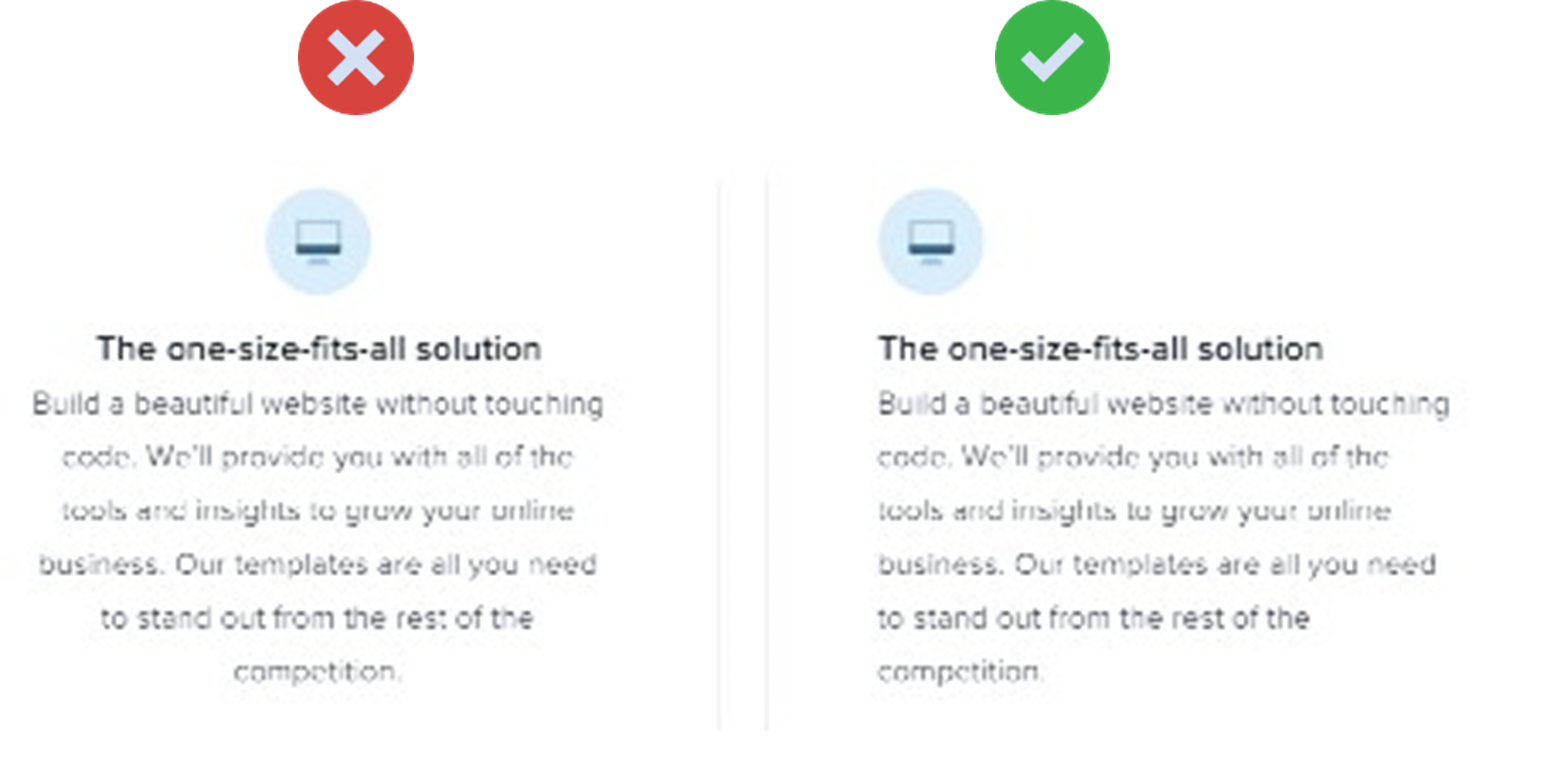 The one-size-fits-all solution
Build a beautiful website without touching
code. We'll provide you with all of the
tools and insights to grow your online
business. Our templates are all you need
to stand out from the rest of the
competition.
The one-size-fits-all solution
Build a beautiful website without touching
code. We'll provide you with all of the
tools and insights to grow your online
business. Our templates are all you need
to stand out from the rest of the
competition.